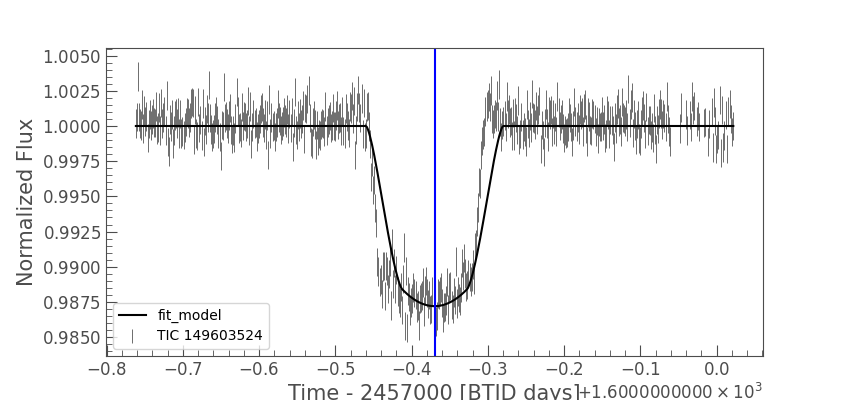 1.0050
1.0025
1.0000
0.9975
0.9950
0.9925
0.9900
0.9875
0.9850
Normalized Flux
fit_model
TIC 149603524
−0.8 −0.7 −0.6 −0.5 −0.4 −0.3 −0.2 −0.1 0.0
Time - 2457000 [BTJD days]
+1.6000000000 × 10³